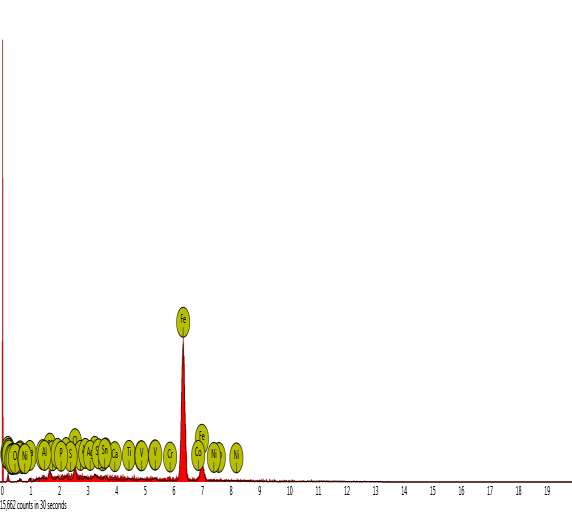 Fe
Cl
Fe
O Ni a Al P S A S Sn Ca Ti V V Cr Co Ni Ni
0 1 2 3 4 5 6 7 8 9 10 11 12 13 14 15 16 17 18 19
15,662 counts in 30 seconds